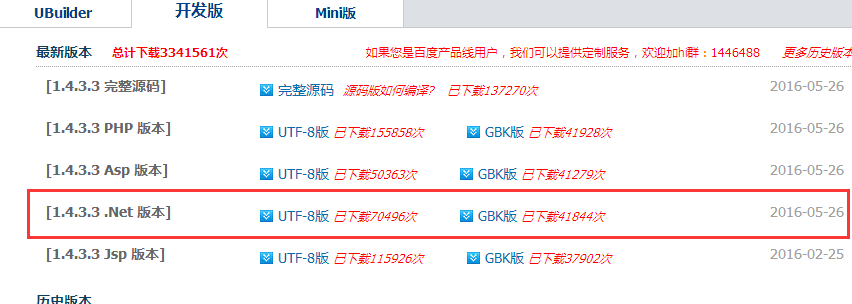 UBuilder 开发版 Mini版
最新版本 总计下载3341561次 如果您是百度产品线用户，我们可以提供定制服务，欢迎加hi群：1446488 更多历史版本
[1.4.3.3 完整源码] 完整源码 源码版如何编译? 已下载137270次 2016-05-26
[1.4.3.3 PHP 版本] UTF-8版 已下载155858次 GBK版 已下载41928次 2016-05-26
[1.4.3.3 Asp 版本] UTF-8版 已下载50363次 GBK版 已下载41279次 2016-05-26
[1.4.3.3 .Net 版本] UTF-8版 已下载70496次 GBK版 已下载41844次 2016-05-26
[1.4.3.3 Jsp 版本] UTF-8版 已下载115926次 GBK版 已下载37902次 2016-02-25
历史版本